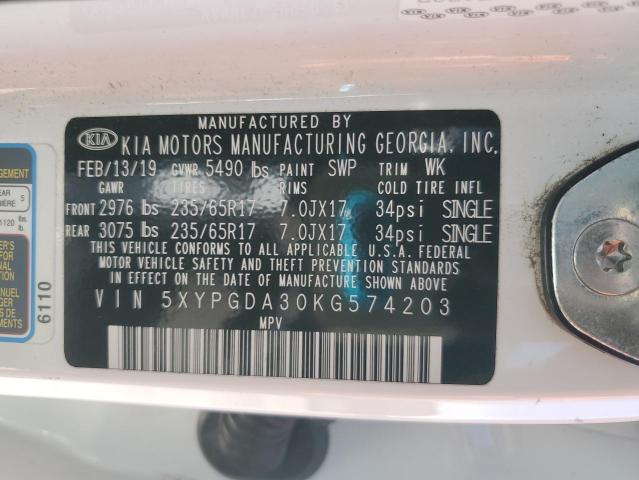 MANUFACTURED BY
KIA KIA MOTORS MANUFACTURING GEORGIA, INC.
FEB/13/19 GVWR 5490 lbs PAINT SWP TRIM WK
GAWR TIRES RIMS COLD TIRE INFL
FRONT 2976 lbs 235/65R17 7.0JX17 34psi SINGLE
REAR 3075 lbs 235/65R17 7.0JX17 34psi SINGLE
THIS VEHICLE CONFORMS TO ALL APPLICABLE U.S.A. FEDERAL
MOTOR VEHICLE SAFETY AND THEFT PREVENTION STANDARDS
IN EFFECT ON THE DATE OF MANUFACTURE SHOWN ABOVE
VIN 5XYPGDA30KG574203
MPV
6110